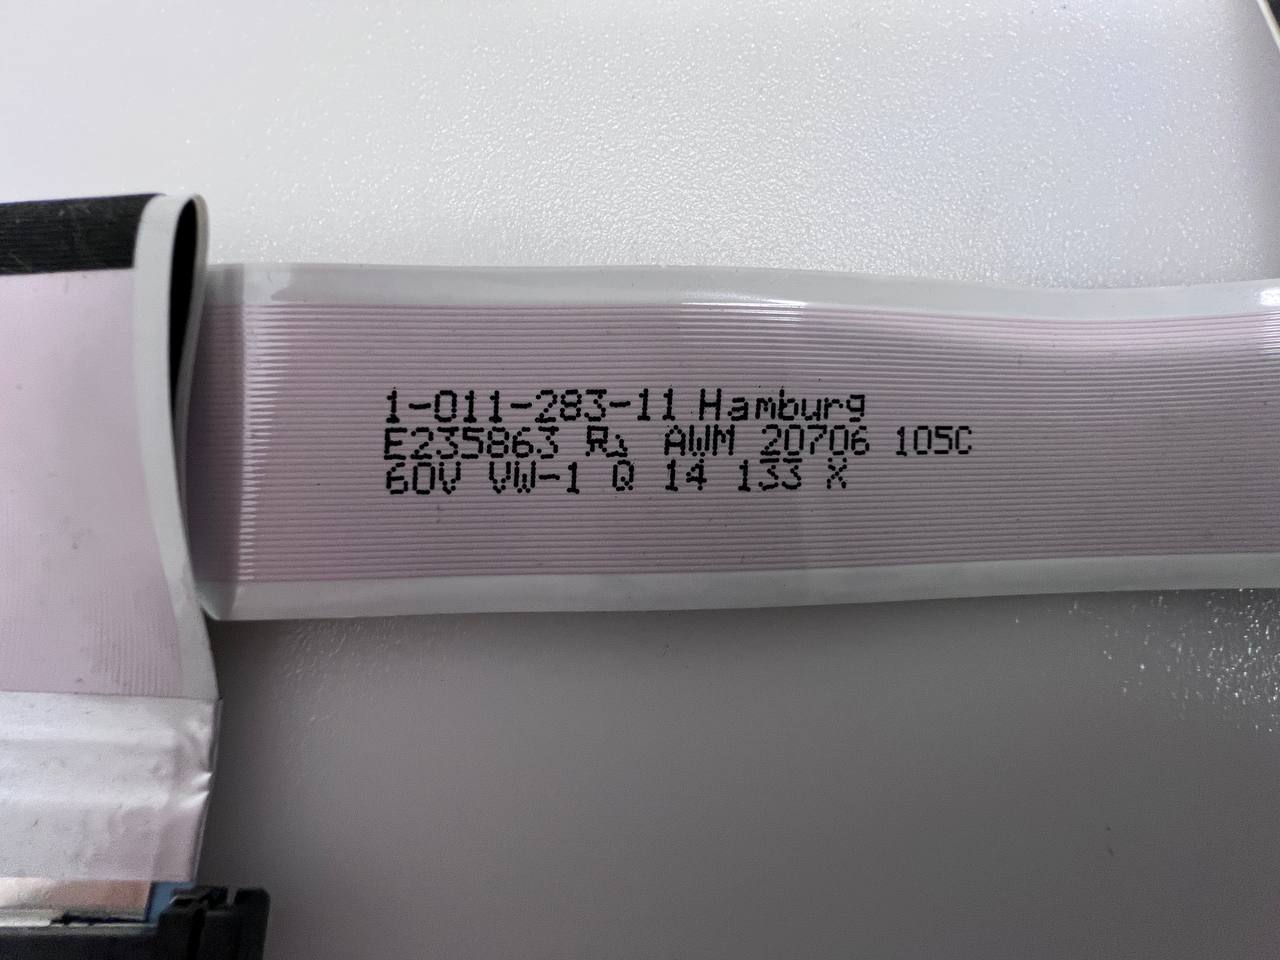 1-011-283-11 Hamburg
E235863 AWM 20706 105C
60V VW-1 Q 14 133 X